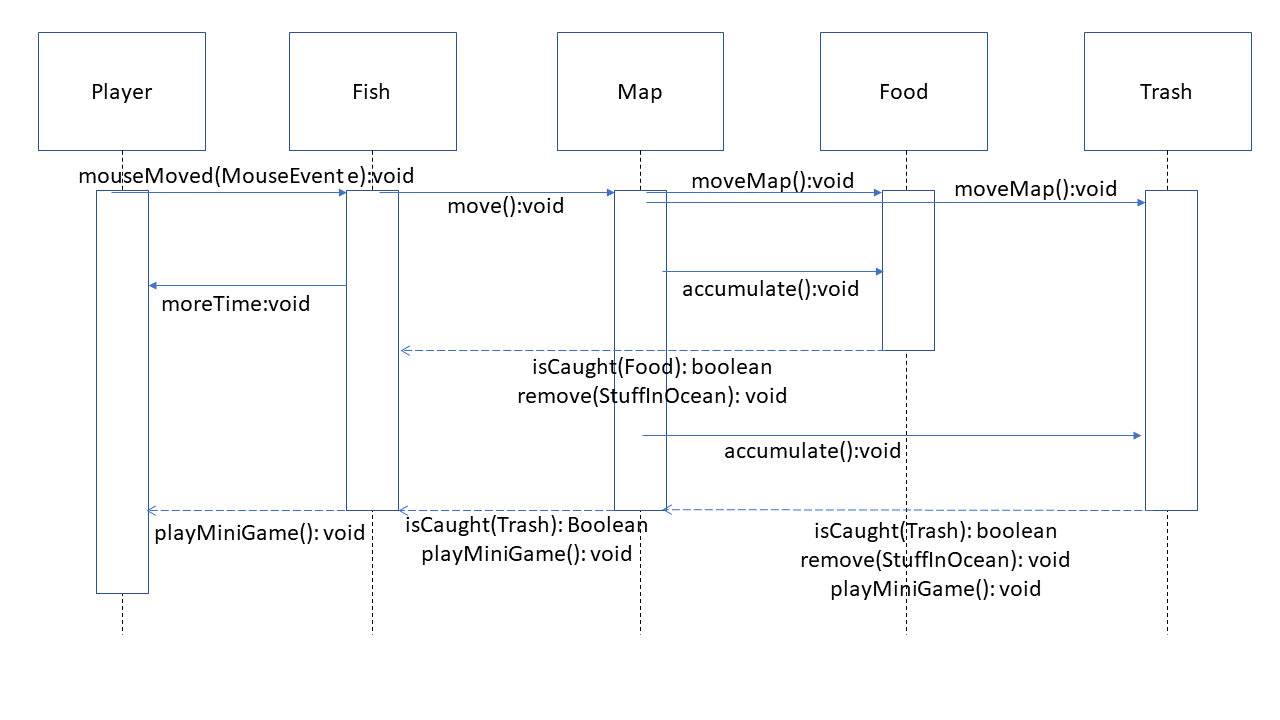 Player
Fish
Map
Food
Trash
mouseMoved(MouseEvent e):void
move():void
moveMap():void
moveMap():void
accumulate():void
moreTime:void
isCaught(Food): boolean
remove(StuffInOcean): void
accumulate():void
playMiniGame(): void
isCaught(Trash): Boolean
playMiniGame(): void
isCaught(Trash): boolean
remove(StuffInOcean): void
playMiniGame(): void